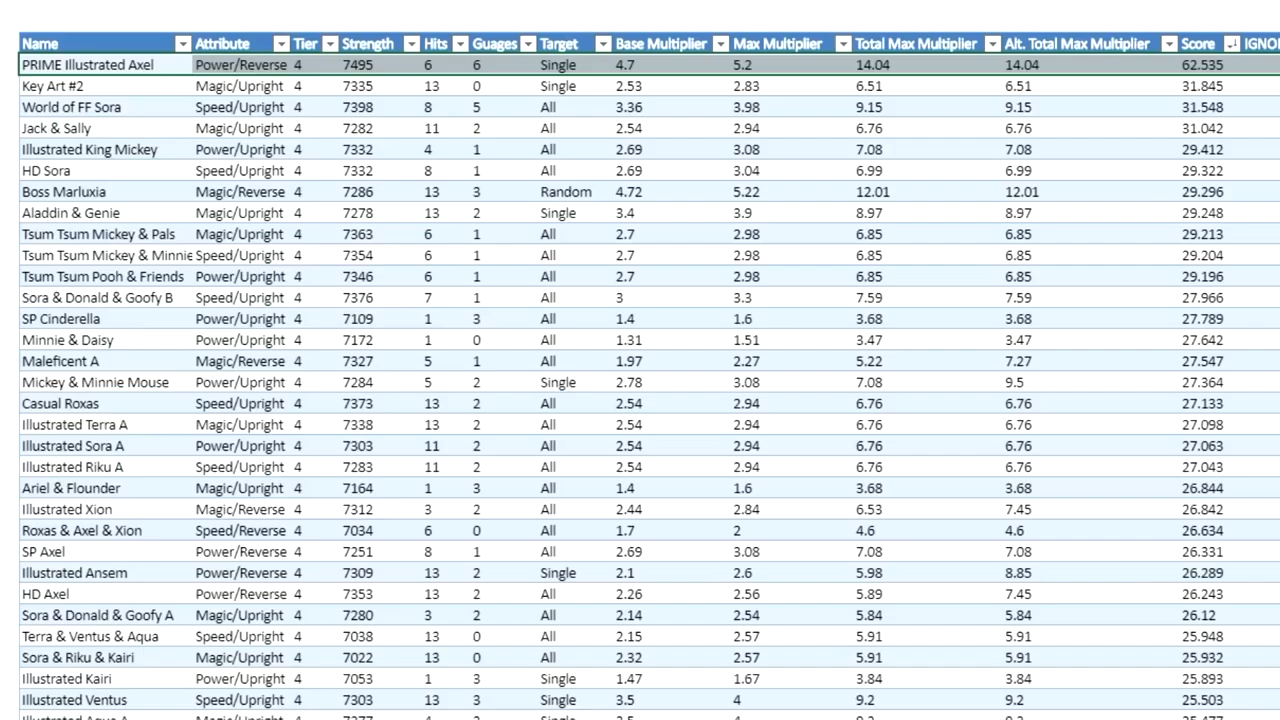 Name Attribute Tier Strength Hits Guages Target Base Multiplier Max Multiplier Total Max Multiplier Alt. Total Max Multiplier Score
PRIME Illustrated Axel Power/Reverse 4 7495 6 6 Single 4.7 5.2 14.04 14.04 62.535
Key Art #2 Magic/Upright 4 7335 13 0 Single 2.53 2.83 6.51 6.51 31.845
World of FF Sora Speed/Upright 4 7398 8 5 All 3.36 3.98 9.15 9.15 31.548
Jack & Sally Magic/Upright 4 7282 11 2 All 2.54 2.94 6.76 6.76 31.042
Illustrated King Mickey Power/Upright 4 7332 4 1 All 2.69 3.08 7.08 7.08 29.412
HD Sora Speed/Upright 4 7332 8 1 All 2.69 3.04 6.99 6.99 29.322
Boss Marluxia Magic/Reverse 4 7286 13 3 Random 4.72 5.22 12.01 12.01 29.296
Aladdin & Genie Magic/Upright 4 7278 13 2 Single 3.4 3.9 8.97 8.97 29.248
Tsum Tsum Mickey & Pals Magic/Upright 4 7363 6 1 All 2.7 2.98 6.85 6.85 29.213
Tsum Tsum Mickey & Minnie Speed/Upright 4 7354 6 1 All 2.7 2.98 6.85 6.85 29.204
Tsum Tsum Pooh & Friends Power/Upright 4 7346 6 1 All 2.7 2.98 6.85 6.85 29.196
Sora & Donald & Goofy B Speed/Upright 4 7376 7 1 All 3 3.3 7.59 7.59 27.966
SP Cinderella Power/Upright 4 7109 1 3 All 1.4 1.6 3.68 3.68 27.789
Minnie & Daisy Power/Upright 4 7172 1 0 All 1.31 1.51 3.47 3.47 27.642
Maleficent A Magic/Reverse 4 7327 5 1 All 1.97 2.27 5.22 7.27 27.547
Mickey & Minnie Mouse Power/Upright 4 7284 5 2 Single 2.78 3.08 7.08 9.5 27.364
Casual Roxas Speed/Upright 4 7373 13 2 All 2.54 2.94 6.76 6.76 27.133
Illustrated Terra A Magic/Upright 4 7338 13 2 All 2.54 2.94 6.76 6.76 27.098
Illustrated Sora A Power/Upright 4 7303 11 2 All 2.54 2.94 6.76 6.76 27.063
Illustrated Riku A Speed/Upright 4 7283 11 2 All 2.54 2.94 6.76 6.76 27.043
Ariel & Flounder Magic/Upright 4 7164 1 3 All 1.4 1.6 3.68 3.68 26.844
Illustrated Xion Magic/Reverse 4 7312 3 2 All 2.44 2.84 6.53 7.45 26.842
Roxas & Axel & Xion Speed/Reverse 4 7034 6 0 All 1.7 2 4.6 4.6 26.634
SP Axel Power/Reverse 4 7251 8 1 All 2.69 3.08 7.08 7.08 26.331
Illustrated Ansem Power/Reverse 4 7309 13 2 Single 2.1 2.6 5.98 8.85 26.289
HD Axel Power/Reverse 4 7353 13 2 All 2.26 2.56 5.89 7.45 26.243
Sora & Donald & Goofy A Magic/Upright 4 7280 3 2 All 2.14 2.54 5.84 5.84 26.12
Terra & Ventus & Aqua Speed/Upright 4 7038 13 0 All 2.15 2.57 5.91 5.91 25.948
Sora & Riku & Kairi Magic/Upright 4 7022 13 0 All 2.32 2.57 5.91 5.91 25.932
Illustrated Kairi Power/Upright 4 7053 1 3 Single 1.47 1.67 3.84 3.84 25.893
Illustrated Ventus Speed/Upright 4 7303 13 3 Single 3.5 4 9.2 9.2 25.503